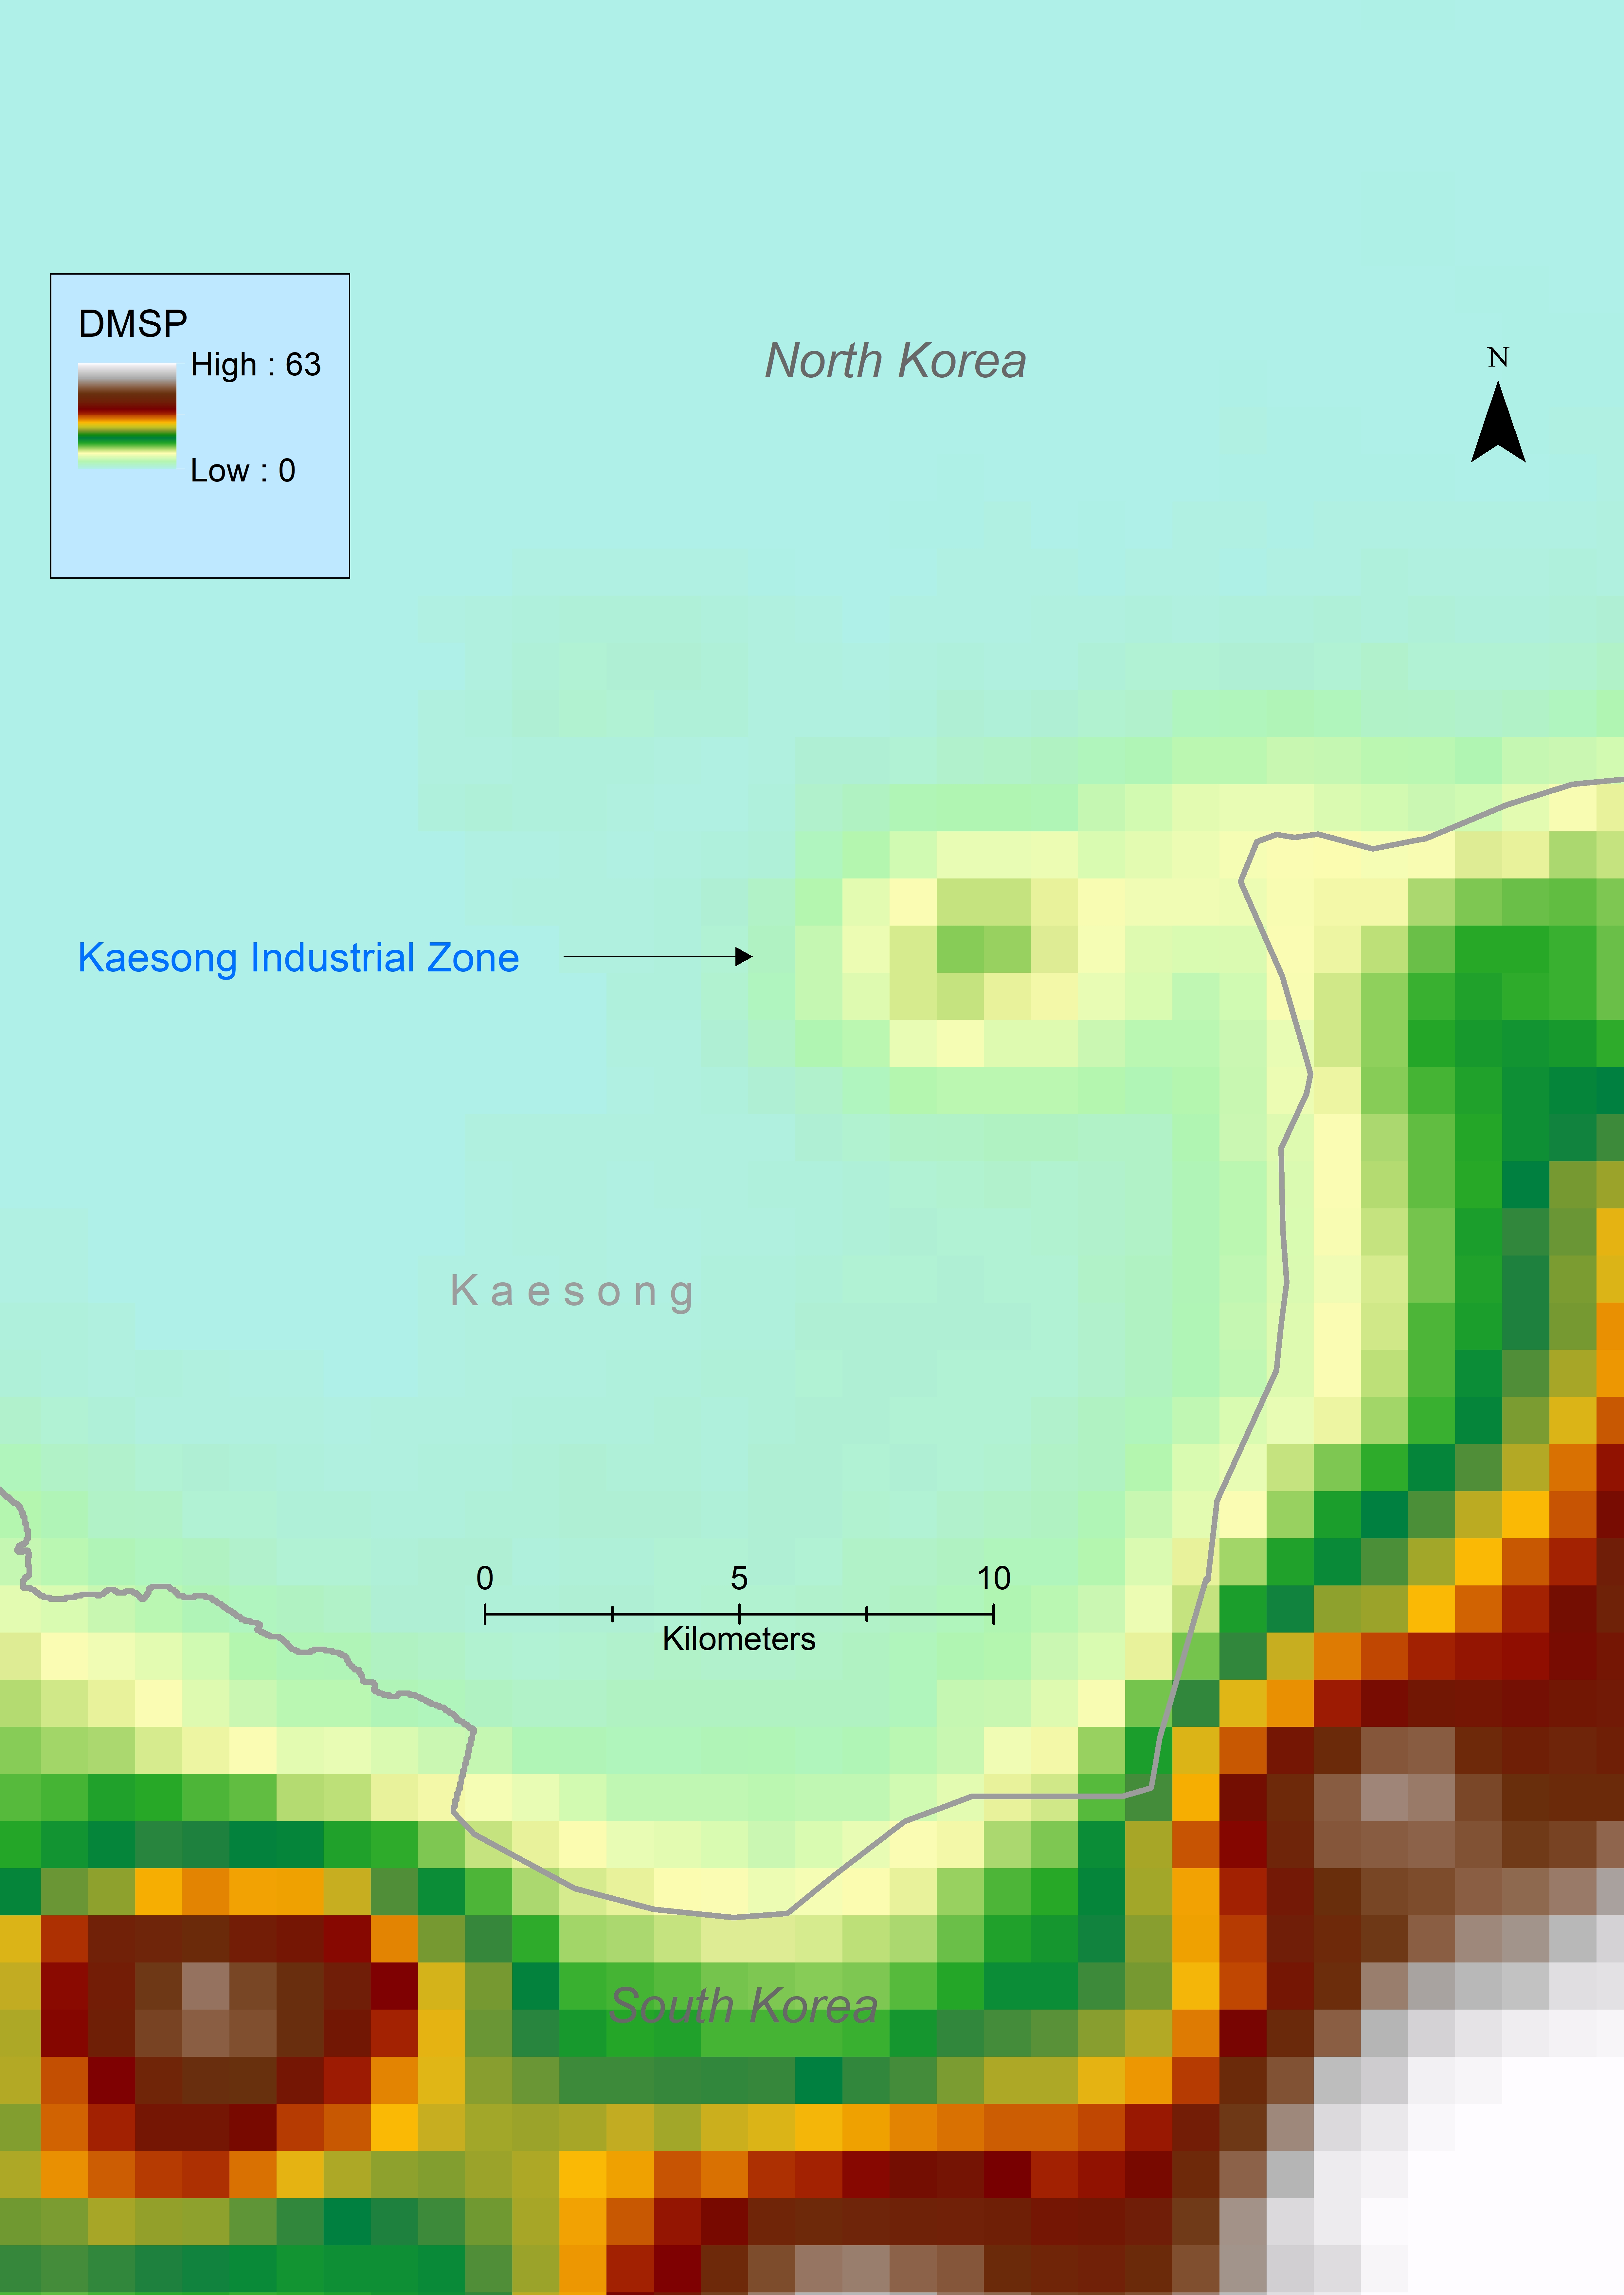 DMSP
High : 63
Low : 0
North Korea
N
Kaesong Industrial Zone
Kaesong
0 5 10
Kilometers
South Korea